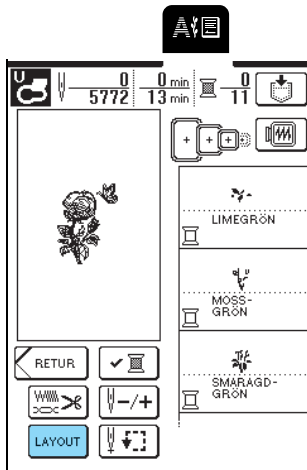 A
U
0 0 min 0
5772 13 min 11
LIMEGRÖN
MOSS-
GRÖN
SMARAGD-
GRÖN
RETUR
-/+
LAYOUT